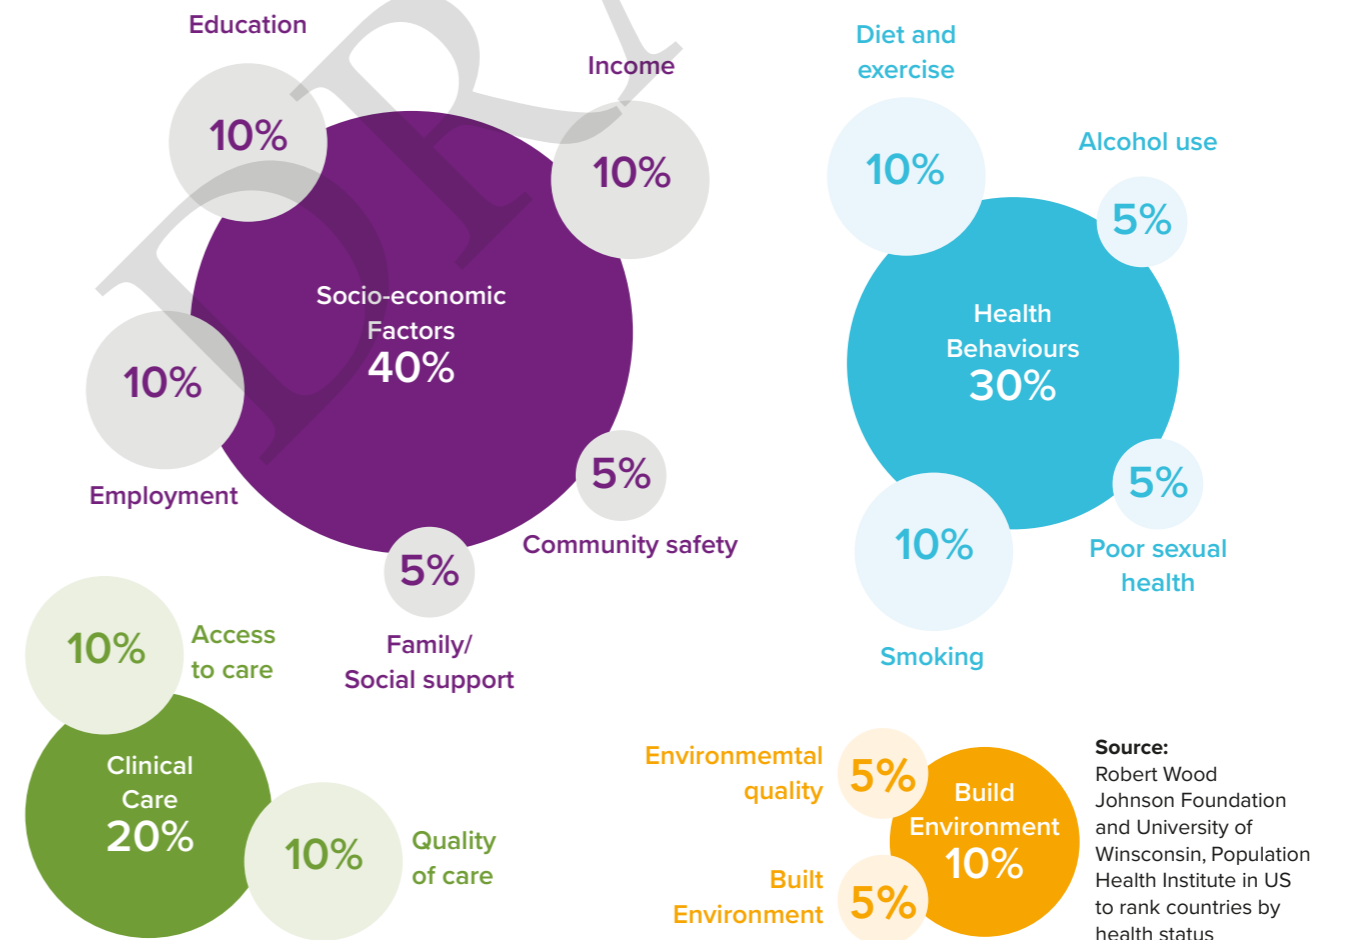 Education
10%
Income
10%
Socio-economic
Factors
40%
10%
Employment
5%
Community safety
5%
Family/
Social support
Diet and
exercise
10%
Alcohol use
5%
Health
Behaviours
30%
5%
Poor sexual
health
10%
Smoking
10%
Access
to care
Clinical
Care
20%
10%
Quality
of care
Environmemtal
quality
5%
Build
Environment
10%
Built
Environment
5%
Source:
Robert Wood
Johnson Foundation
and University of
Winsconsin, Population
Health Institute in US
to rank countries by
health status